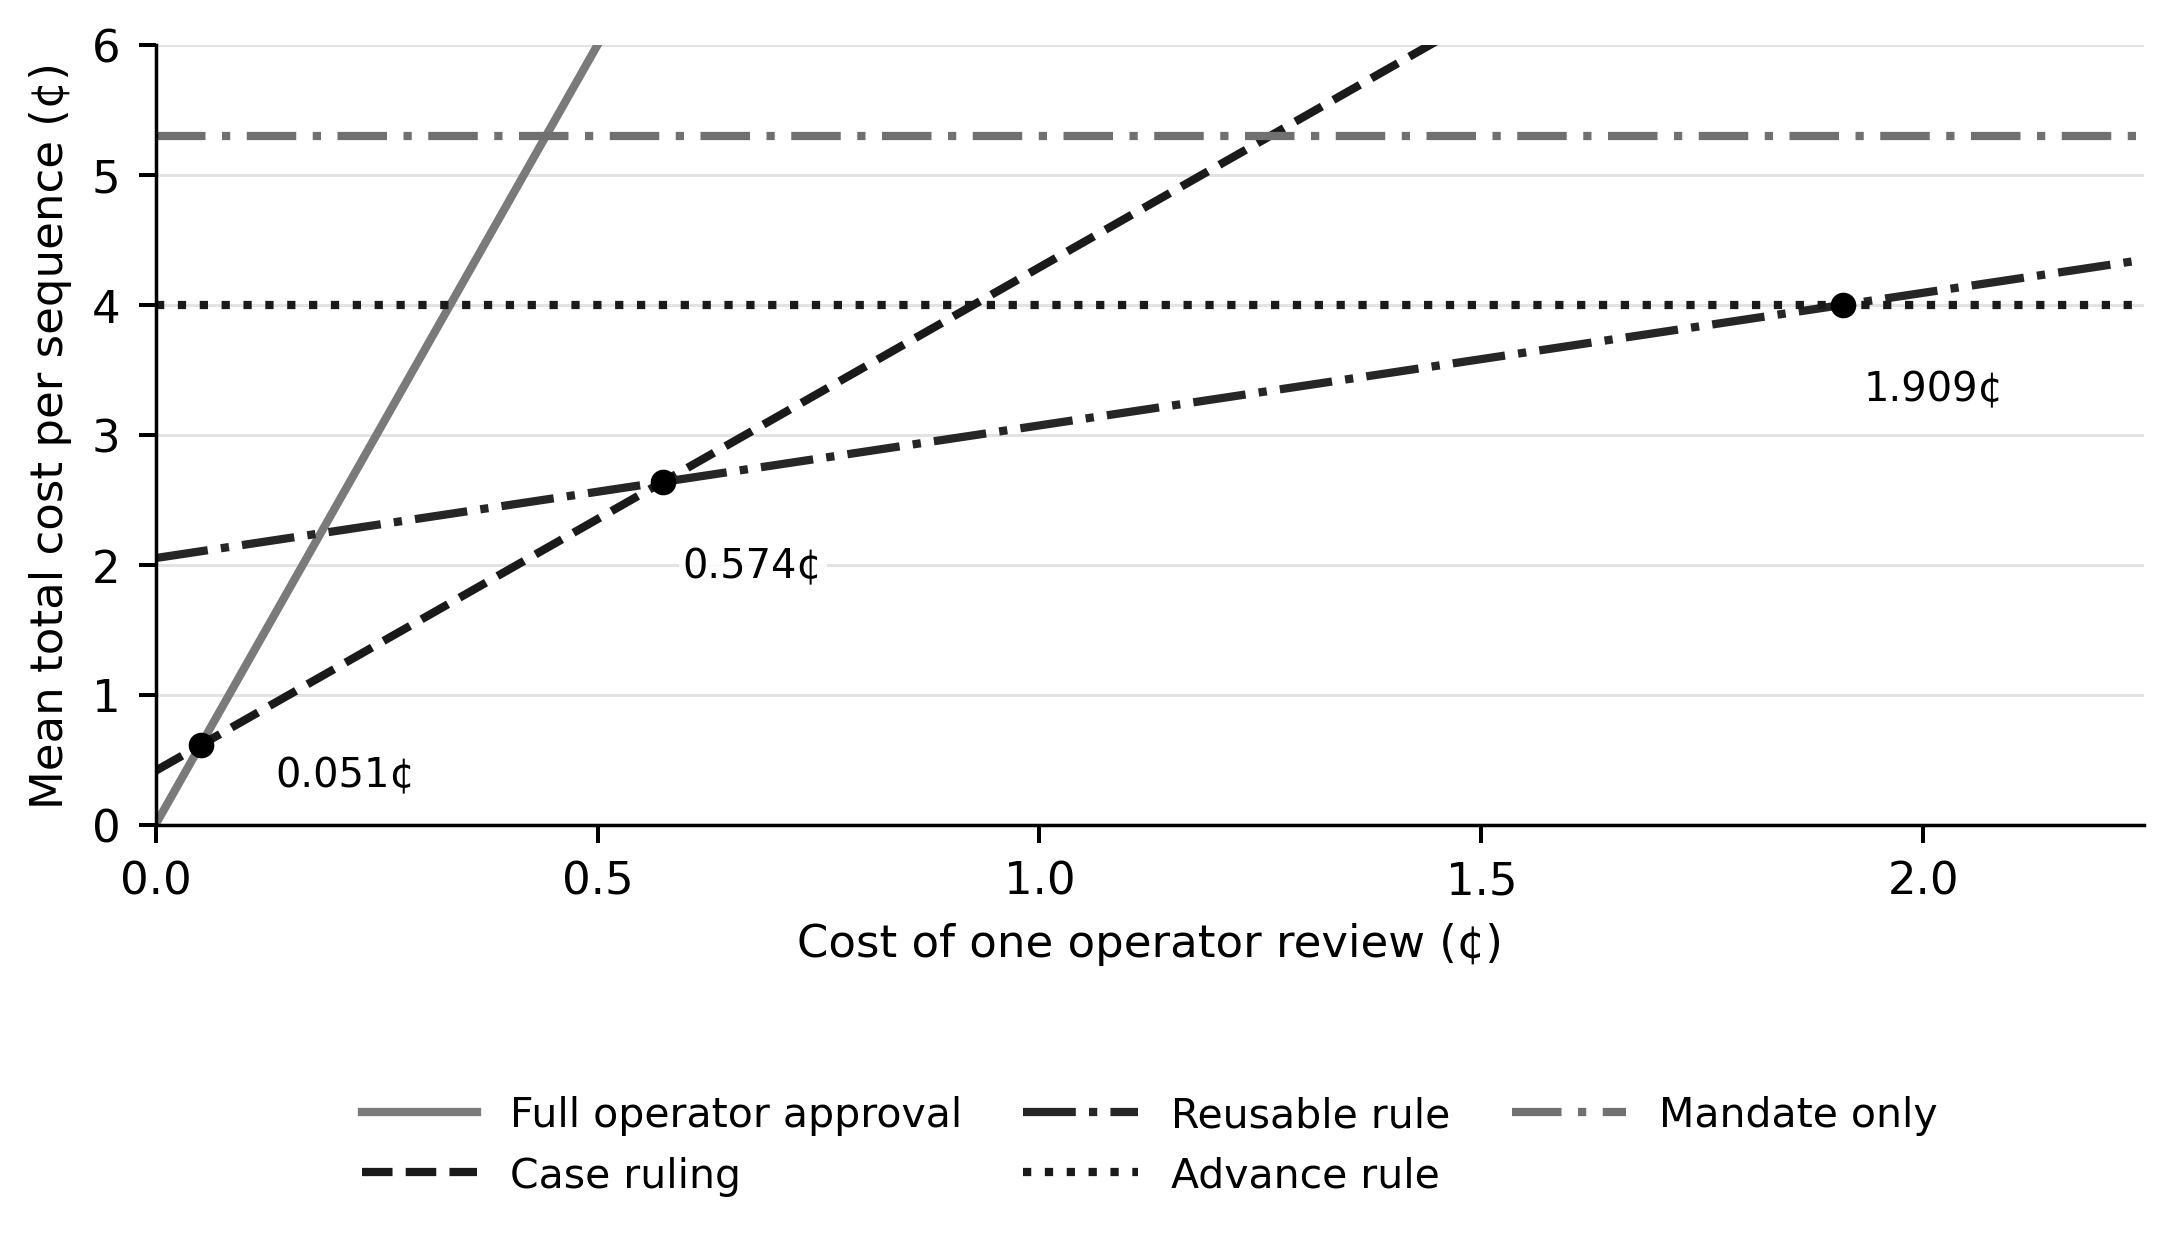 Mean total cost per sequence (¢)
6
5
4
3
2
1
0
1.909¢
0.574¢
0.051¢
0.0 0.5 1.0 1.5 2.0
Cost of one operator review (¢)
Full operator approval Reusable rule Mandate only
Case ruling Advance rule